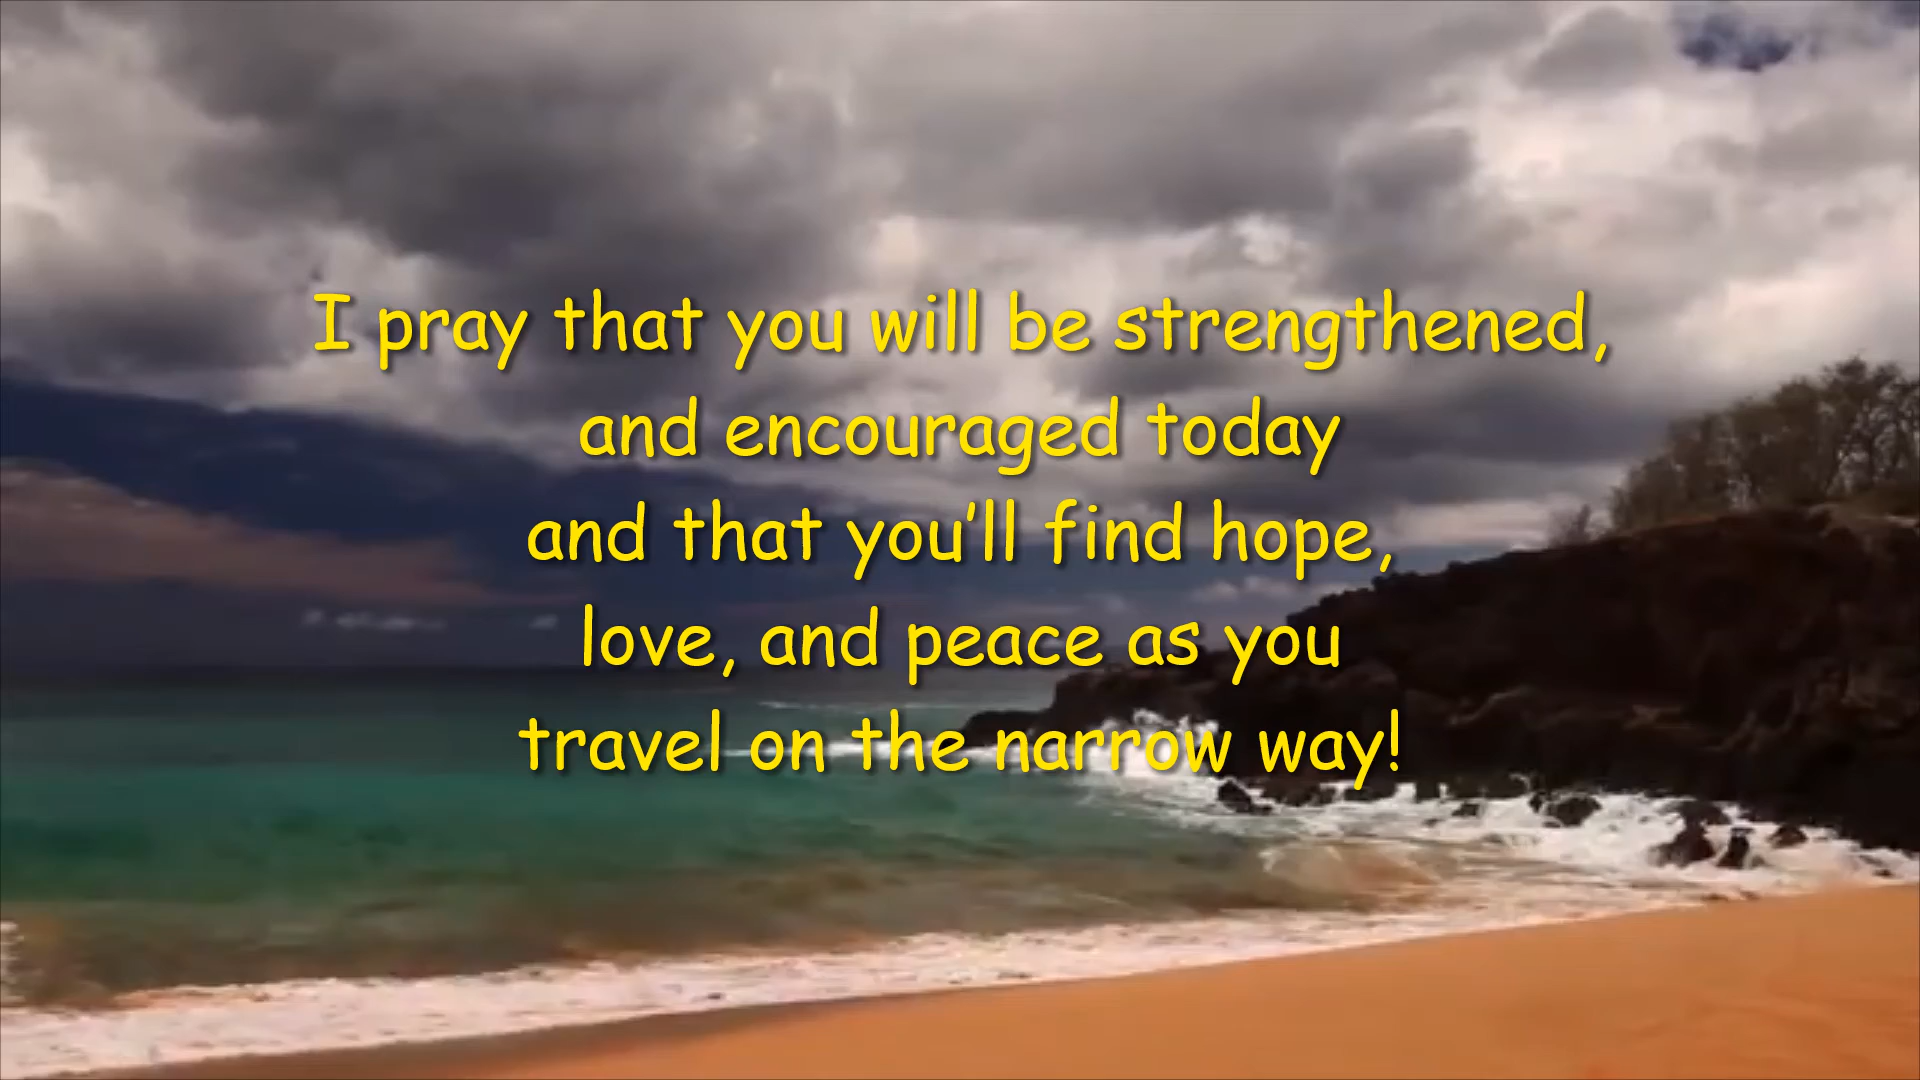 I pray that you will be strengthened,
and encouraged today
and that you’ll find hope,
love, and peace as you
travel on the narrow way!